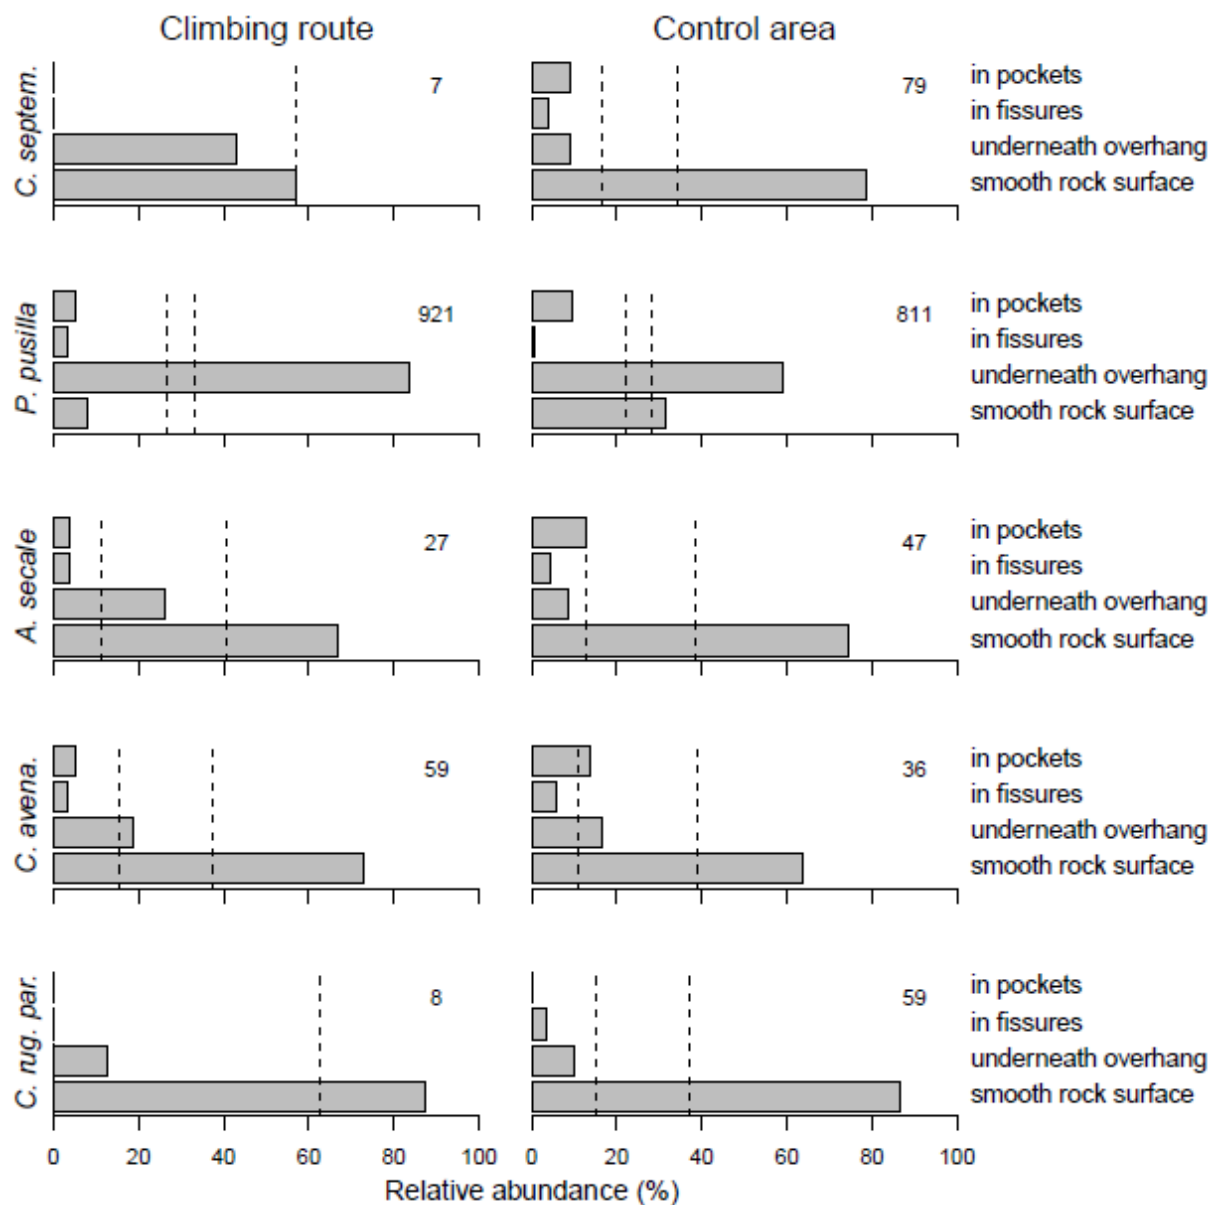 Climbing route Control area
C. septem.
7 79
in pockets
in fissures
underneath overhang
smooth rock surface
0 20 40 60 80 100 0 20 40 60 80 100
P. pusilla
921 811
in pockets
in fissures
underneath overhang
smooth rock surface
A. secale
27 47
in pockets
in fissures
underneath overhang
smooth rock surface
C. avena.
59 36
in pockets
in fissures
underneath overhang
smooth rock surface
C. rug. par.
8 59
in pockets
in fissures
underneath overhang
smooth rock surface
Relative abundance (%)